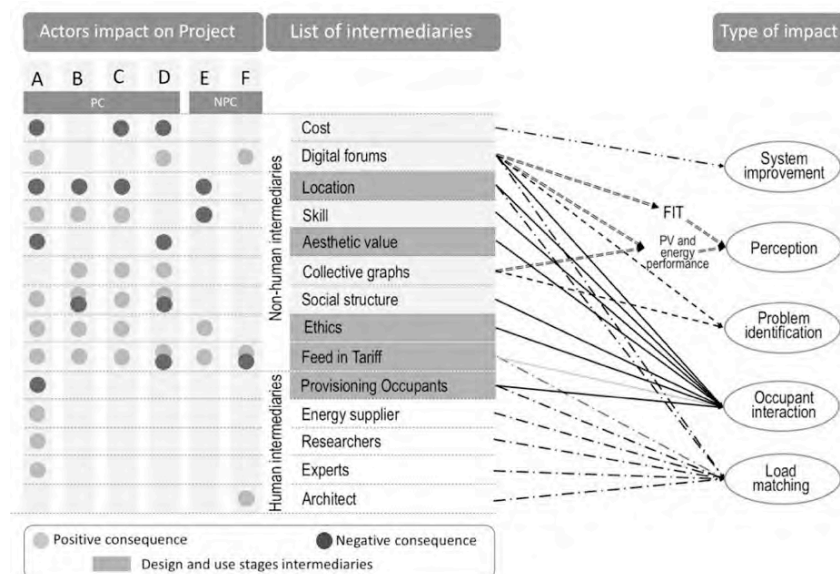 Actors impact on Project
List of intermediaries
Type of impact
A B C D E F
PC NPC
Non-human intermediaries
Cost
Digital forums
Location
Skill
Aesthetic value
Collective graphs
Social structure
Ethics
Feed in Tariff
Human intermediaries
Provisioning Occupants
Energy supplier
Researchers
Experts
Architect
FIT
PV and
energy
performance
System
improvement
Perception
Problem
identification
Occupant
interaction
Load
matching
Positive consequence
Negative consequence
Design and use stages intermediaries